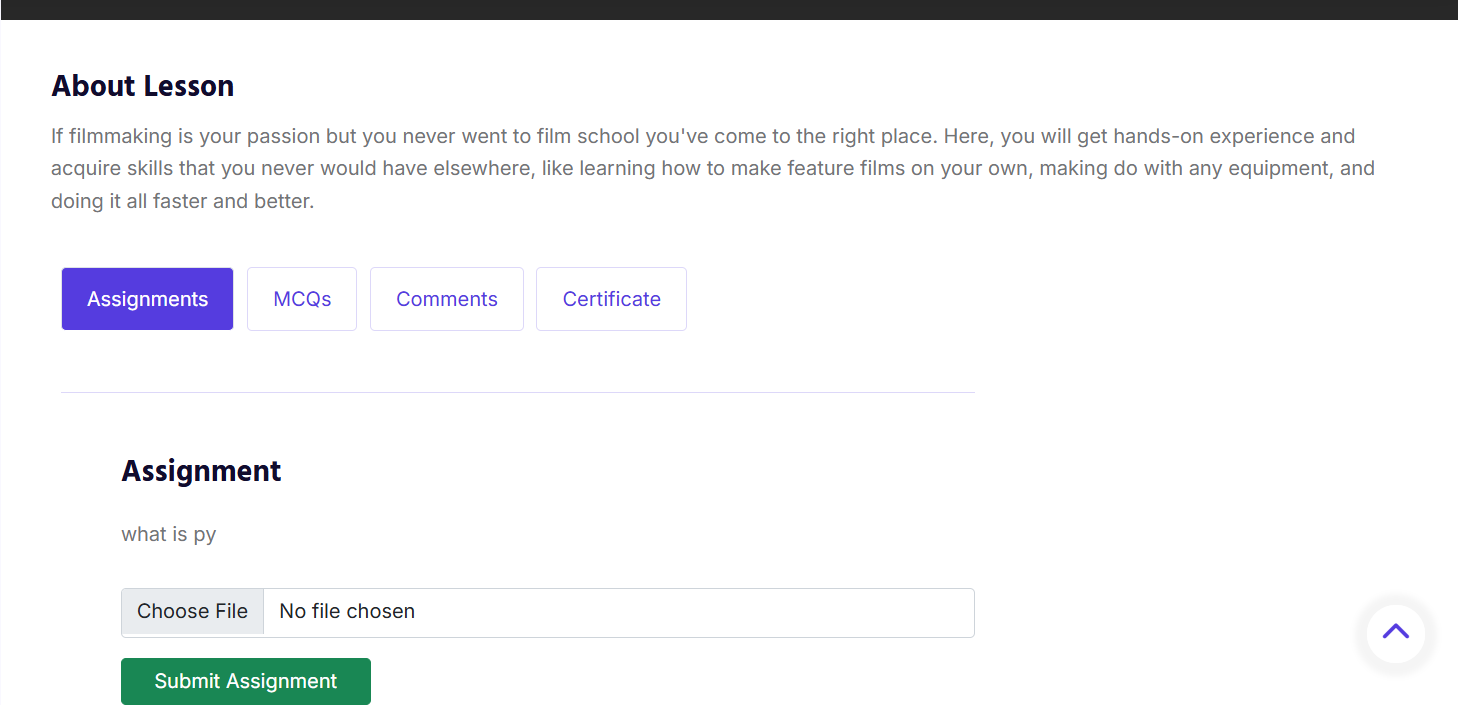 About Lesson
If filmmaking is your passion but you never went to film school you've come to the right place. Here, you will get hands-on experience and
acquire skills that you never would have elsewhere, like learning how to make feature films on your own, making do with any equipment, and
doing it all faster and better.
Assignments MCQs Comments Certificate
Assignment
what is py
Choose File No file chosen
Submit Assignment